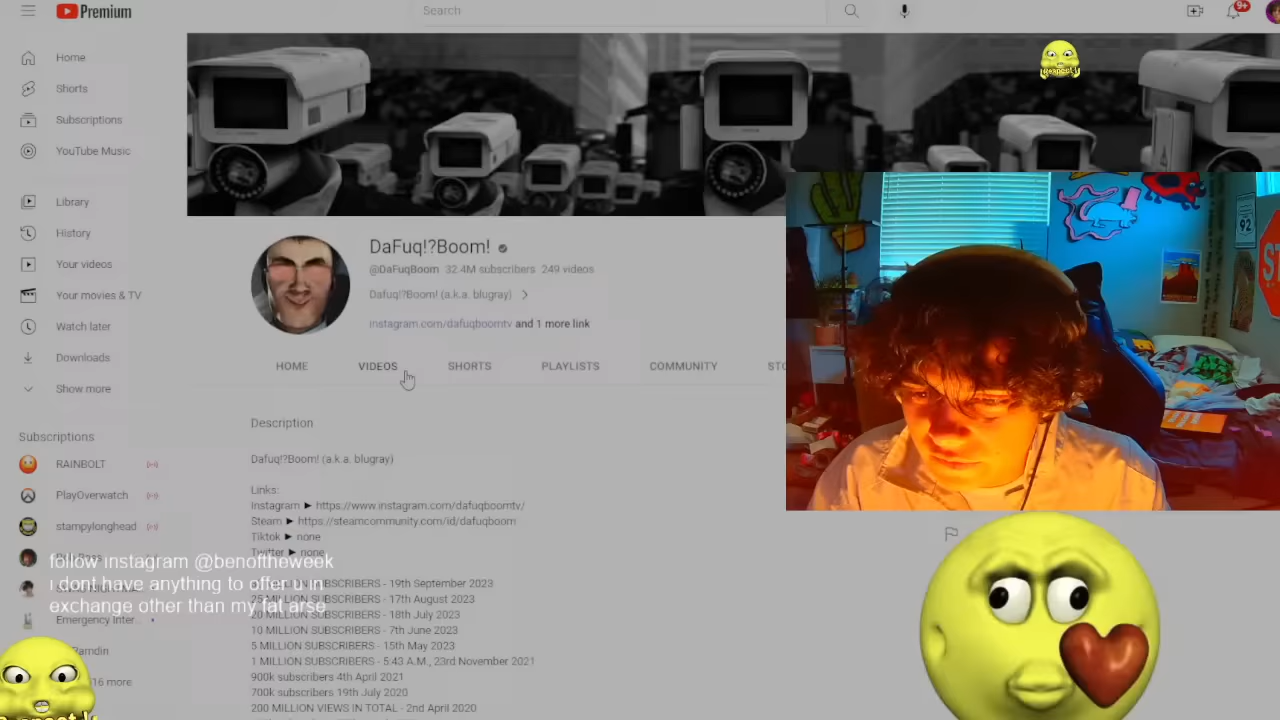 Premium
Search
9+
Home
Shorts
Subscriptions
YouTube Music
Library
History
Your videos
Your movies & TV
Watch later
Downloads
Show more
Subscriptions
RAINBOLT
PlayOverwatch
stampylonghead
Emergency Inter...
DaFuq!?Boom!
@DaFuqBoom 32.4M subscribers 249 videos
Dafuq!?Boom! (a.k.a. blugray)
instagram.com/dafuqboomtv and 1 more link
HOME VIDEOS SHORTS PLAYLISTS COMMUNITY
Description
Dafuq!?Boom! (a.k.a. blugray)
Links:
Instagram ► https://www.instagram.com/dafuqboomtv/
Steam ► https://steamcommunity.com/id/dafuqboom
Tiktok ► none
Twitter ► none
SUBSCRIBERS - 19th September 2023
25 MILLION SUBSCRIBERS - 17th August 2023
20 MILLION SUBSCRIBERS - 18th July 2023
10 MILLION SUBSCRIBERS - 7th June 2023
5 MILLION SUBSCRIBERS - 15th May 2023
1 MILLION SUBSCRIBERS - 5:43 A.M., 23rd November 2021
900k subscribers 4th April 2021
700k subscribers 19th July 2020
200 MILLION VIEWS IN TOTAL - 2nd April 2020
follow instagram @benoftheweek
i dont have anything to offer u in
exchange other than my fat arse
92